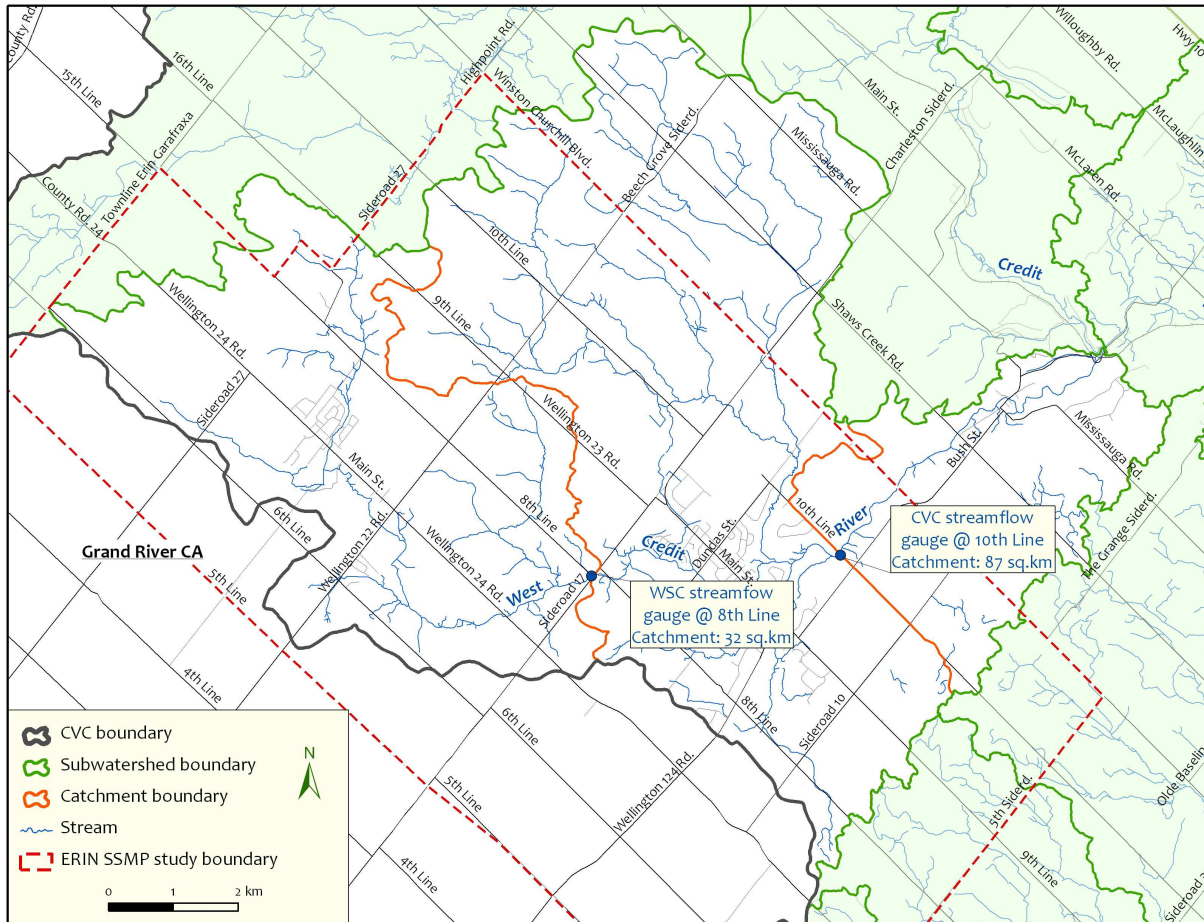 County Rd.
15th Line
16th Line
Townline Erin Garafraxa
County Rd. 24
Sideroad 27
Highpoint Rd.
Winston Churchill Blvd.
Beech Grove Siderd.
Mississauga Rd.
Main St.
Charleston Siderd.
Willoughby Rd.
McLaren Rd.
10th Line
9th Line
Wellington 24 Rd.
Sideroad 27
Shaws Creek Rd.
Credit
Wellington 23 Rd.
Main St.
8th Line
6th Line
Wellington 22 Rd.
Wellington 24 Rd.
Grand River CA
5th Line
4th Line
West
Sideroad 17
Credit
Dundas St.
Main St.
10th Line
River
Bush St.
Mississauga Rd.
The Grange Siderd.
CVC streamflow
gauge @ 10th Line
Catchment: 87 sq.km
WSC streamflow
gauge @ 8th Line
Catchment: 32 sq.km
8th Line
Sideroad 10
6th Line
Wellington 124 Rd.
5th Line
4th Line
5th Siderd.
9th Line
CVC boundary
Subwatershed boundary
Catchment boundary
Stream
ERIN SSMP study boundary
N
0 1 2 km